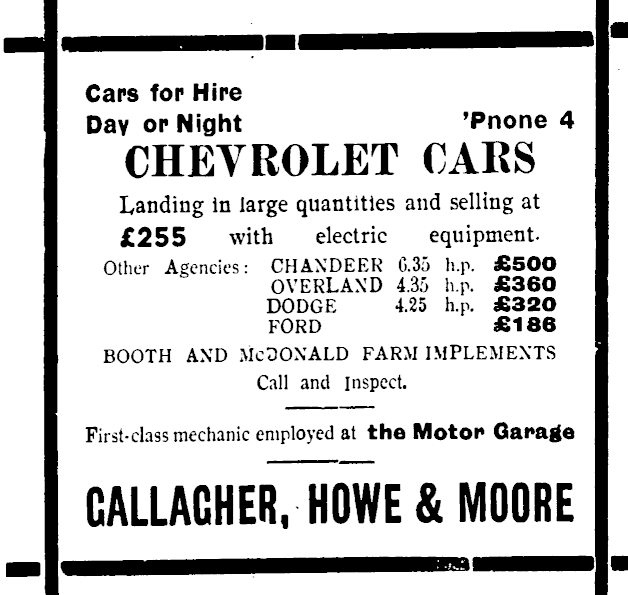 Cars for Hire
Day or Night 'Pnone 4
CHEVROLET CARS
Landing in large quantities and selling at
£255 with electric equipment.
Other Agencies: CHANDEER 6.35 h.p. £500
OVERLAND 4.35 h.p. £360
DODGE 4.25 h.p. £320
FORD £186
BOOTH AND McDONALD FARM IMPLEMENTS
Call and Inspect.
First-class mechanic employed at the Motor Garage
GALLAGHER, HOWE & MOORE